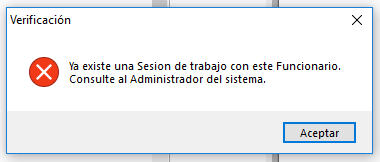 Verificación
Ya existe una Sesion de trabajo con este Funcionario.
Consulte al Administrador del sistema.
Aceptar